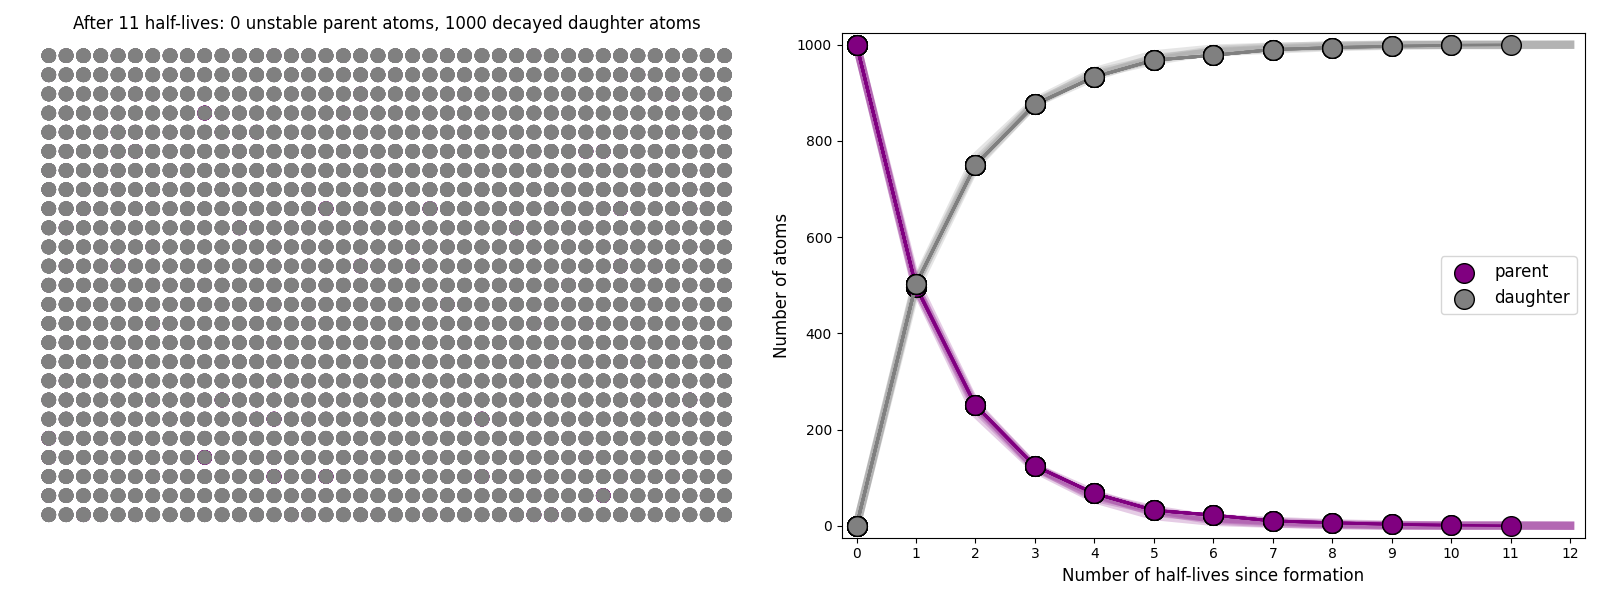 After 11 half-lives: 0 unstable parent atoms, 1000 decayed daughter atoms
1000
800
600
400
200
0
Number of atoms
parent
daughter
0 1 2 3 4 5 6 7 8 9 10 11 12
Number of half-lives since formation